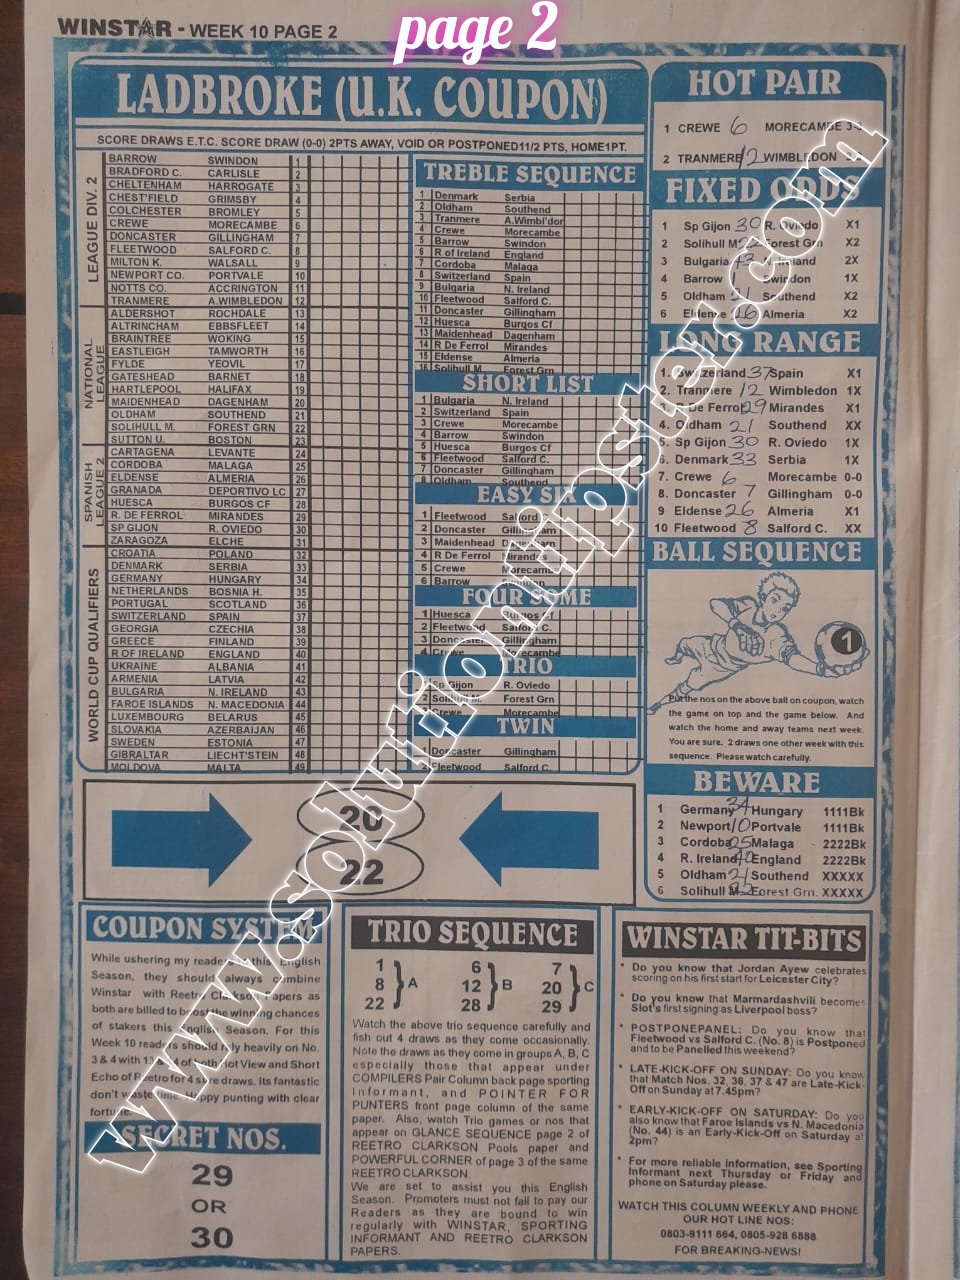 page 2
WINSTAR - WEEK 10 PAGE 2
LADBROKE (U.K. COUPON)
SCORE DRAWS E.T.C. SCORE DRAW (0-0) 2PTS AWAY, VOID OR POSTPONED11/2 PTS, HOME1PT.
LEAGUE DIV. 2
BARROW SWINDON 1
BRADFORD C. CARLISLE 2
CHELTENHAM HARROGATE 3
CHEST'FIELD GRIMSBY 4
COLCHESTER BROMLEY 5
CREWE MORECAMBE 6
DONCASTER GILLINGHAM 7
FLEETWOOD SALFORD C. 8
MILTON K. WALSALL 9
NEWPORT CO. PORTVALE 10
NOTTS CO. ACCRINGTON 11
TRANMERE A.WIMBLEDON 12
NATIONAL LEAGUE
ALDERSHOT ROCHDALE 13
ALTRINCHAM EBBSFLEET 14
BRAINTREE WOKING 15
EASTLEIGH TAMWORTH 16
FYLDE YEOVIL 17
GATESHEAD BARNET 18
HARTLEPOOL HALIFAX 19
MAIDENHEAD DAGENHAM 20
OLDHAM SOUTHEND 21
SOLIHULL M. FOREST GRN 22
SUTTON U. BOSTON 23
SPANISH LEAGUE 2
CARTAGENA LEVANTE 24
CORDOBA MALAGA 25
ELDENSE ALMERIA 26
GRANADA DEPORTIVO LC 27
HUESCA BURGOS CF 28
R. DE FERROL MIRANDES 29
SP GIJON R. OVIEDO 30
ZARAGOZA ELCHE 31
WORLD CUP QUALIFIERS
CROATIA POLAND 32
DENMARK SERBIA 33
GERMANY HUNGARY 34
NETHERLANDS BOSNIA H. 35
PORTUGAL SCOTLAND 36
SWITZERLAND SPAIN 37
GEORGIA CZECHIA 38
GREECE FINLAND 39
R OF IRELAND ENGLAND 40
UKRAINE ALBANIA 41
ARMENIA LATVIA 42
BULGARIA N. IRELAND 43
FAROE ISLANDS N. MACEDONIA 44
LUXEMBOURG BELARUS 45
SLOVAKIA AZERBAIJAN 46
SWEDEN ESTONIA 47
GIBRALTAR LIECHT'STEIN 48
MOLDOVA MALTA 49
TREBLE SEQUENCE
1 Denmark Serbia
2 Oldham Southend
3 Tranmere A.Wimbl'don
4 Crewe Morecambe
5 Barrow Swindon
6 R of Ireland England
7 Cordoba Malaga
8 Switzerland Spain
9 Bulgaria N. Ireland
10 Fleetwood Salford C.
11 Doncaster Gillingham
12 Huesca Burgos Cf
13 Maidenhead Dagenham
14 R De Ferrol Mirandes
15 Eldense Almeria
16 Solihull M. Forest Grn
SHORT LIST
1 Bulgaria N. Ireland
2 Switzerland Spain
3 Crewe Morecambe
4 Barrow Swindon
5 Huesca Burgos Cf
6 Fleetwood Salford C.
7 Doncaster Gillingham
8 Oldham Southend
EASY SIX
1 Fleetwood Salford C.
2 Doncaster Gillingham
3 Maidenhead Dagenham
4 R De Ferrol Mirandes
5 Crewe Morecambe
6 Barrow Swindon
FOUR SOME
1 Huesca Burgos Cf
2 Fleetwood Salford C.
3 Doncaster Gillingham
4 Crewe Morecambe
TRIO
1 Sp Gijon R. Oviedo
2 Solihull M. Forest Grn
3 Crewe Morecambe
TWIN
1 Doncaster Gillingham
2 Fleetwood Salford C.
HOT PAIR
1 CREWE 6 MORECAMBE 3-3
2 TRANMERE 12 WIMBLEDON
FIXED ODDS
1 Sp Gijon 30 R. Oviedo X1
2 Solihull M 22 Forest Grn X2
3 Bulgaria 43 N. Ireland 2X
4 Barrow Swindon 1X
5 Oldham 21 Southend X2
6 Eldense 26 Almeria X2
LONG RANGE
1. Switzerland 37 Spain X1
2. Tranmere 12 Wimbledon 1X
3. R De Ferrol 29 Mirandes X1
4. Oldham 21 Southend XX
5. Sp Gijon 30 R. Oviedo 1X
6. Denmark 33 Serbia 1X
7. Crewe 6 Morecambe 0-0
8. Doncaster 7 Gillingham 0-0
9 Eldense 26 Almeria X1
10 Fleetwood 8 Salford C. XX
BALL SEQUENCE
1
Put the nos on the above ball on coupon, watch
the game on top and the game below. And
watch the home and away teams next week.
You are sure. 2 draws one other week with this
sequence. Please watch carefully.
BEWARE
1 Germany 34 Hungary 1111Bk
2 Newport 10 Portvale 1111Bk
3 Cordoba 25 Malaga 2222Bk
4 R. Ireland 40 England 2222Bk
5 Oldham 21 Southend XXXXX
6 Solihull M. 22 Forest Grn. XXXXX
20
22
COUPON SYSTEM
While ushering my readers to this English
Season, they should always combine
Winstar with Reetro Clarkson Papers as
both are billed to boost the winning chances
of stakers this English Season. For this
Week 10 readers should rely heavily on No.
3 & 4 with 13 & 14 of both Hot View and Short
Echo of Reetro for 4 sure draws. Its fantastic
don't waste time. Happy punting with clear
fortune.
SECRET NOS.
29
OR
30
TRIO SEQUENCE
1 6 7
8 A 12 B 20 C
22 28 29
Watch the above trio sequence carefully and
fish out 4 draws as they come occasionally.
Note the draws as they come in groups A, B, C
especially those that appear under
COMPILERS Pair Column back page sporting
Informant, and POINTER FOR
PUNTERS front page column of the same
paper. Also, watch Trio games or nos that
appear on GLANCE SEQUENCE page 2 of
REETRO CLARKSON Pools paper and
POWERFUL CORNER of page 3 of the same
REETRO CLARKSON.
We are set to assist you this English
Season. Promoters must not fail to pay our
Readers as they are bound to win
regularly with WINSTAR, SPORTING
INFORMANT AND REETRO CLARKSON
PAPERS.
WINSTAR TIT-BITS
* Do you know that Jordan Ayew celebrates
scoring on his first start for Leicester City?
* Do you know that Marmardashvili becomes
Slot's first signing as Liverpool boss?
* POSTPONEPANEL: Do you know that
Fleetwood vs Salford C. (No. 8) is Postponed
and to be Panelled this weekend?
* LATE-KICK-OFF ON SUNDAY: Do you know
that Match Nos. 32, 36, 37 & 47 are Late-Kick-
Off on Sunday at 7.45pm?
* EARLY-KICK-OFF ON SATURDAY: Do you
also know that Faroe Islands vs N. Macedonia
(No. 44) is an Early-Kick-Off on Saturday at
2pm?
* For more reliable information, see Sporting
Informant next Thursday or Friday and
phone on Saturday please.
WATCH THIS COLUMN WEEKLY AND PHONE
OUR HOT LINE NOS:
0803-9111 664, 0805-928 6888
FOR BREAKING-NEWS!
www.solutiontipster.com